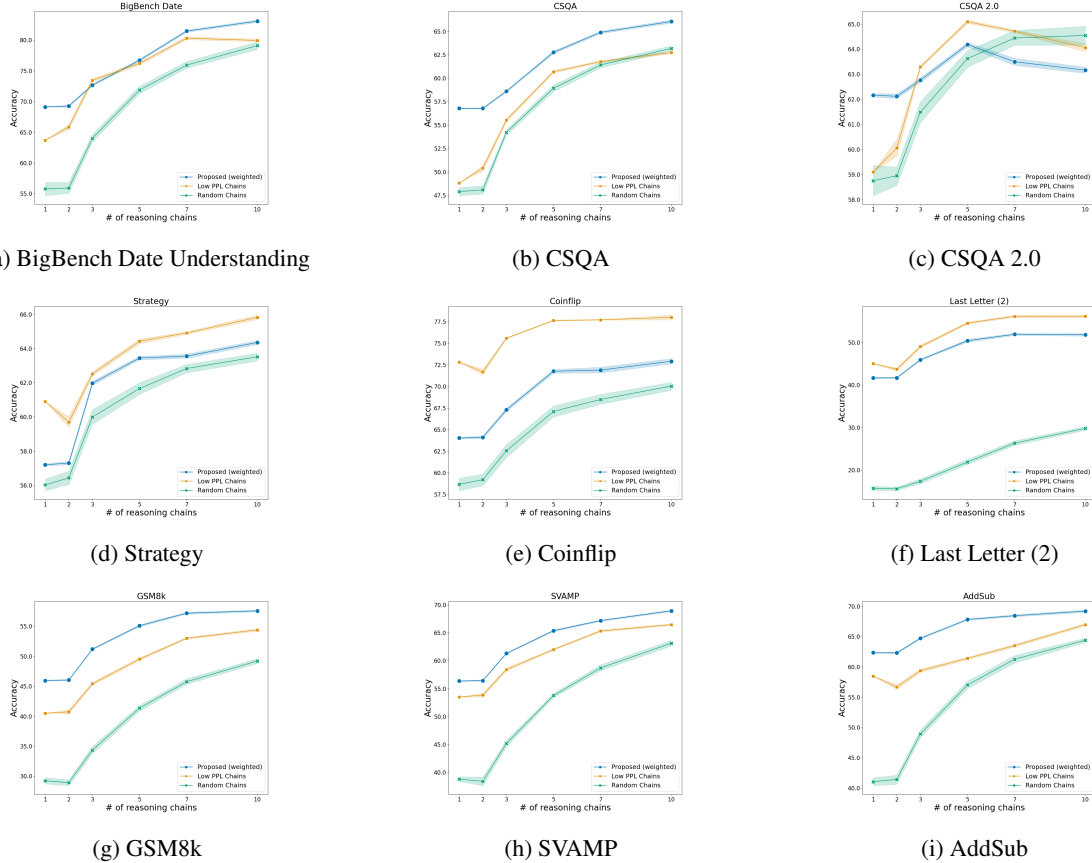 BigBench Date
Accuracy
80.0
75.0
70.0
65.0
60.0
55.0
1 2 3 5 7 10
# of reasoning chains
Proposed (weighted)
Low PPL Chains
Random Chains
CSQA
Accuracy
65.0
62.5
60.0
57.5
55.0
52.5
50.0
47.5
1 2 3 5 7 10
# of reasoning chains
Proposed (weighted)
Low PPL Chains
Random Chains
CSQA 2.0
Accuracy
65.0
64.0
63.0
62.0
61.0
60.0
59.0
58.0
1 2 3 5 7 10
# of reasoning chains
Proposed (weighted)
Low PPL Chains
Random Chains
) BigBench Date Understanding
(b) CSQA
(c) CSQA 2.0
Strategy
Accuracy
66.0
64.0
62.0
60.0
58.0
56.0
1 2 3 5 7 10
# of reasoning chains
Proposed (weighted)
Low PPL Chains
Random Chains
Coinflip
Accuracy
77.5
75.0
72.5
70.0
67.5
65.0
62.5
60.0
57.5
1 2 3 5 7 10
# of reasoning chains
Proposed (weighted)
Low PPL Chains
Random Chains
Last Letter (2)
Accuracy
50.0
40.0
30.0
20.0
1 2 3 5 7 10
# of reasoning chains
Proposed (weighted)
Low PPL Chains
Random Chains
(d) Strategy
(e) Coinflip
(f) Last Letter (2)
GSM8k
Accuracy
55.0
50.0
45.0
40.0
35.0
30.0
1 2 3 5 7 10
# of reasoning chains
Proposed (weighted)
Low PPL Chains
Random Chains
SVAMP
Accuracy
70.0
65.0
60.0
55.0
50.0
45.0
40.0
1 2 3 5 7 10
# of reasoning chains
Proposed (weighted)
Low PPL Chains
Random Chains
AddSub
Accuracy
70.0
65.0
60.0
55.0
50.0
45.0
40.0
1 2 3 5 7 10
# of reasoning chains
Proposed (weighted)
Low PPL Chains
Random Chains
(g) GSM8k
(h) SVAMP
(i) AddSub